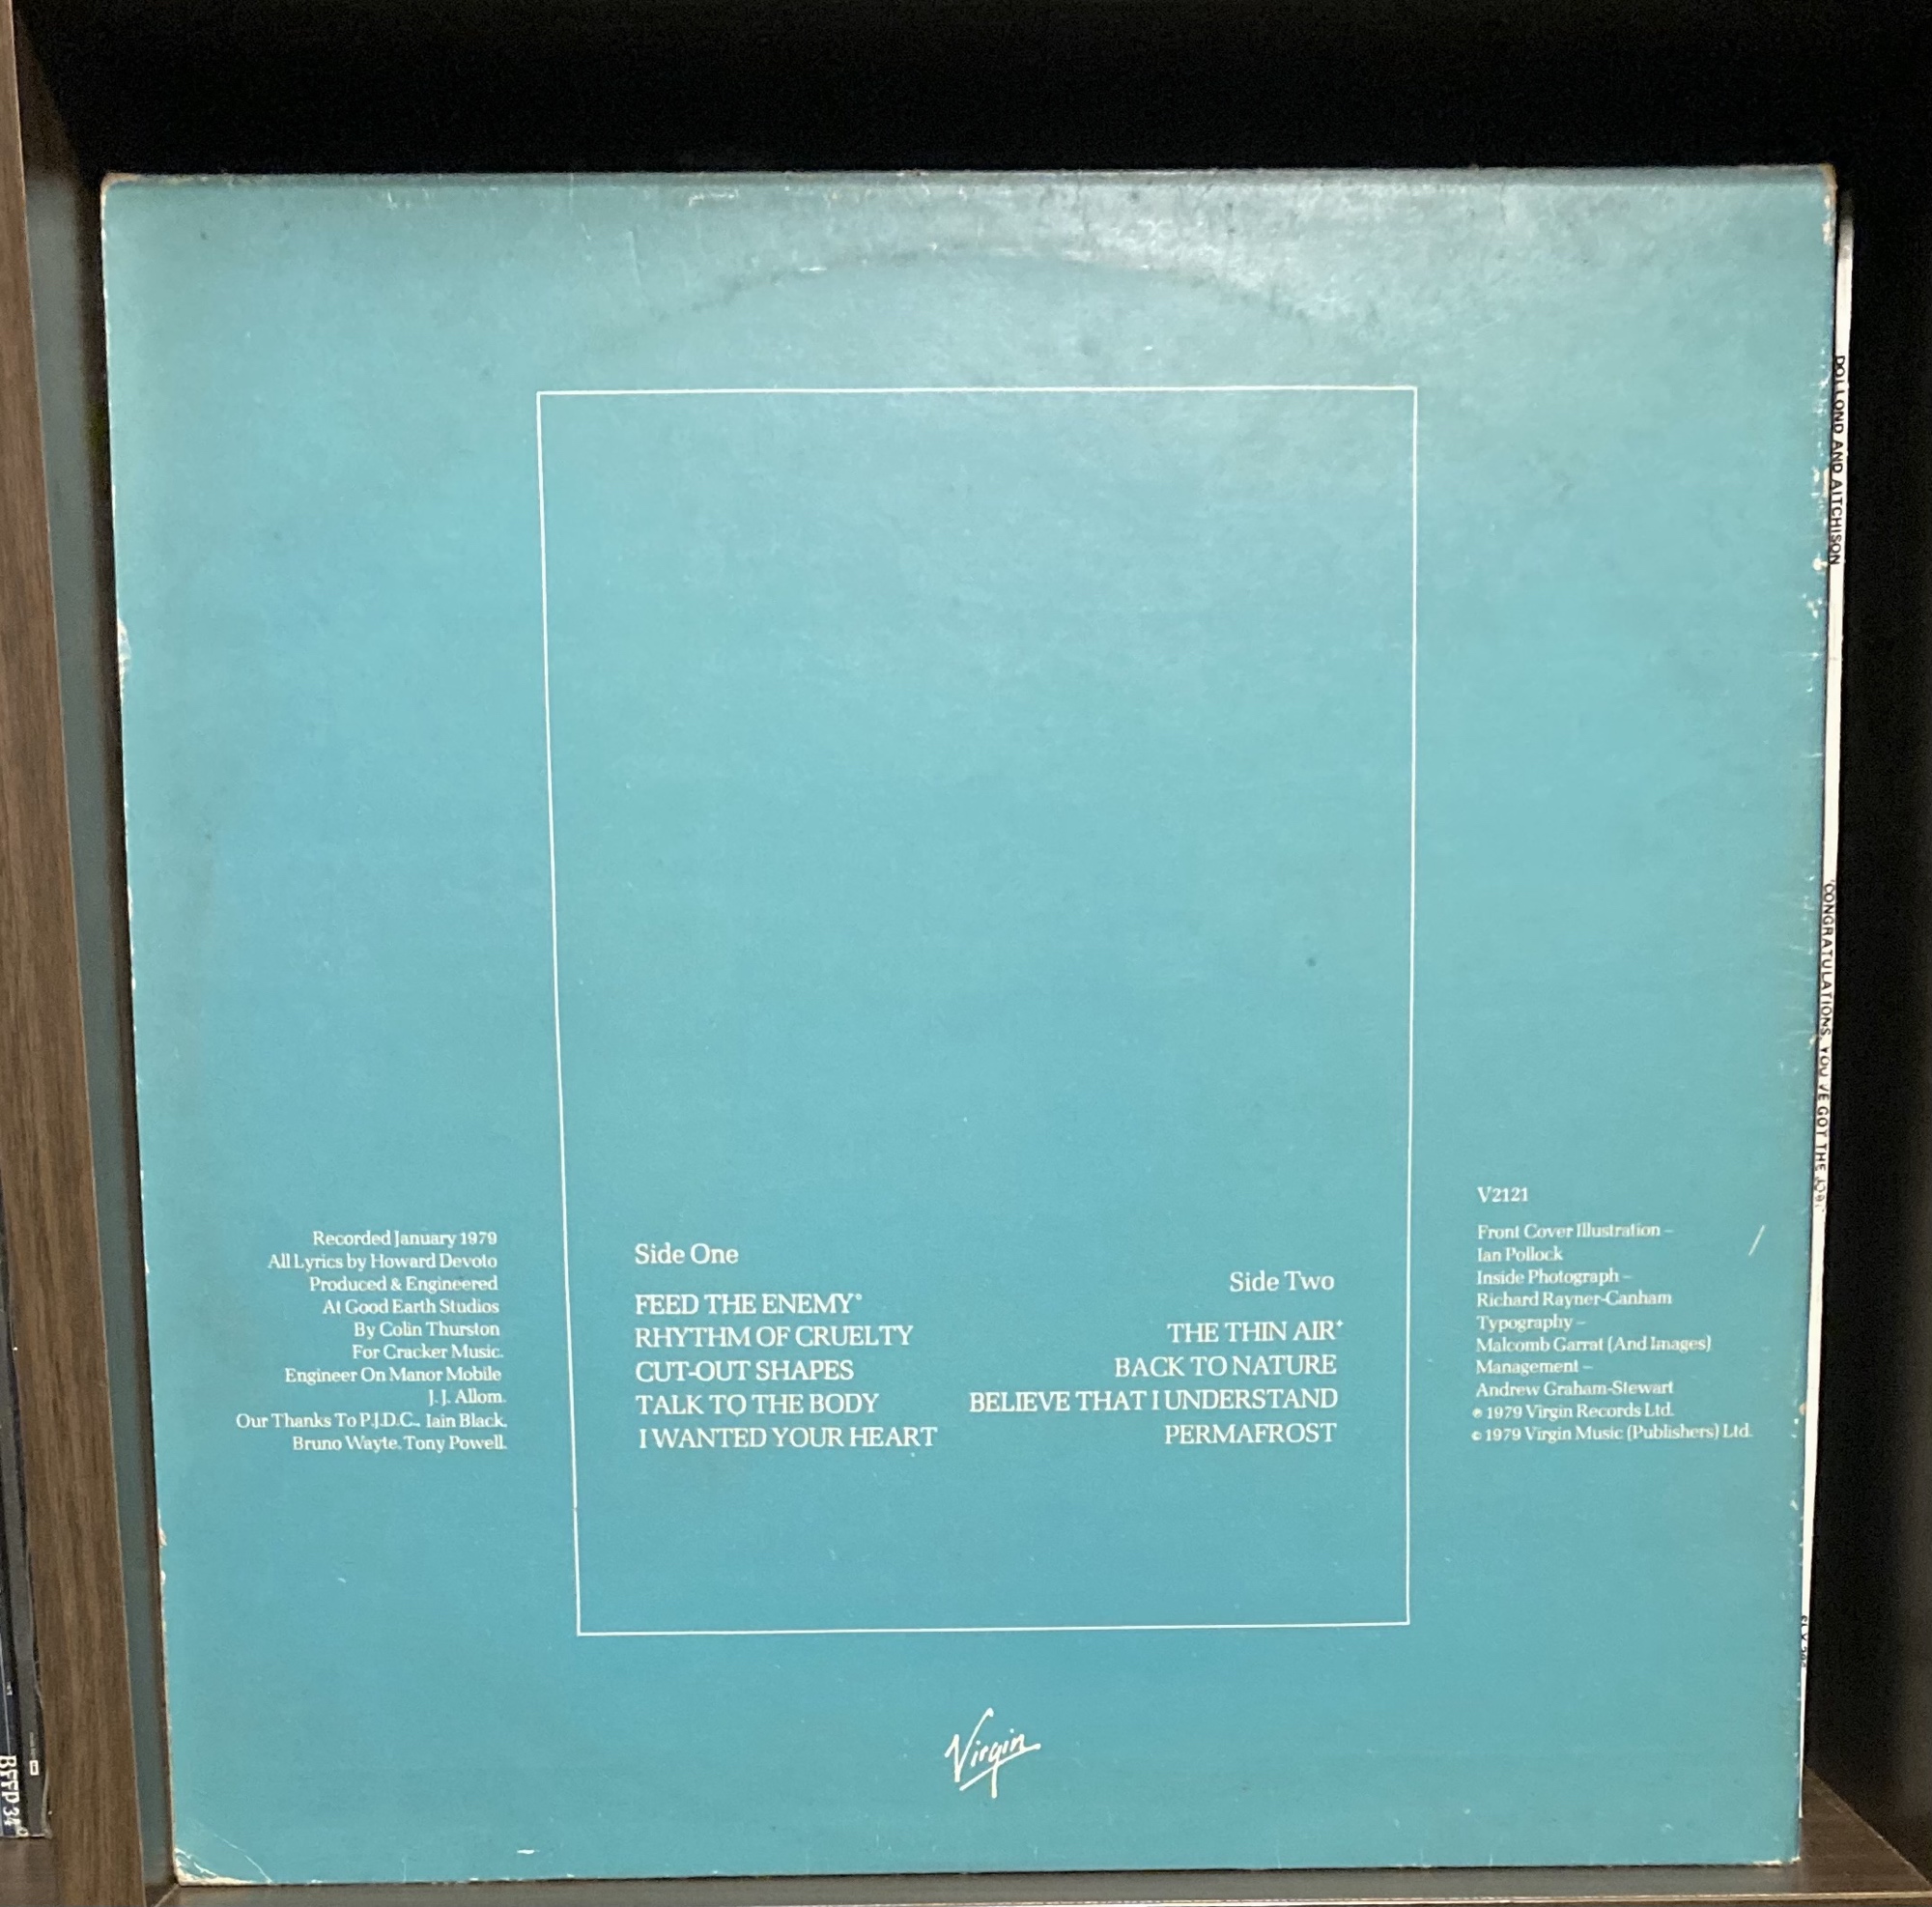 Recorded January 1979
All Lyrics by Howard Devoto
Produced & Engineered
At Good Earth Studios
By Colin Thurston
For Cracker Music.
Engineer On Manor Mobile
J. J. Allom.
Our Thanks To P.J.D.C., Iain Black,
Bruno Wayte, Tony Powell.
Side One
FEED THE ENEMY°
RHYTHM OF CRUELTY
CUT-OUT SHAPES
TALK TO THE BODY
I WANTED YOUR HEART
Side Two
THE THIN AIR+
BACK TO NATURE
BELIEVE THAT I UNDERSTAND
PERMAFROST
V2121
Front Cover Illustration –
Ian Pollock
Inside Photograph –
Richard Rayner-Canham
Typography –
Malcomb Garrat (And Images)
Management –
Andrew Graham-Stewart
℗ 1979 Virgin Records Ltd.
© 1979 Virgin Music (Publishers) Ltd.
Virgin
DOLLOND AND AITCHISON
'CONGRATULATIONS, YOU'VE GOT THE JOB'
BFFP 34